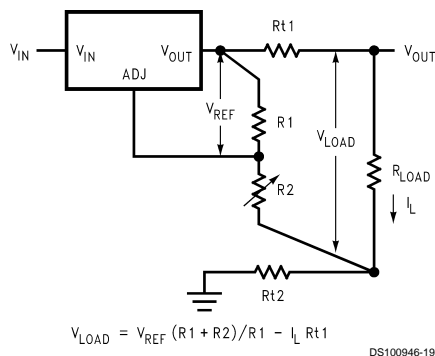 Rt1
V_IN
V_IN
V_OUT
V_OUT
ADJ
V_REF
R1
V_LOAD
R_LOAD
R2
I_L
Rt2
V_LOAD = V_REF (R1 + R2)/R1 - I_L Rt1
DS100946-19